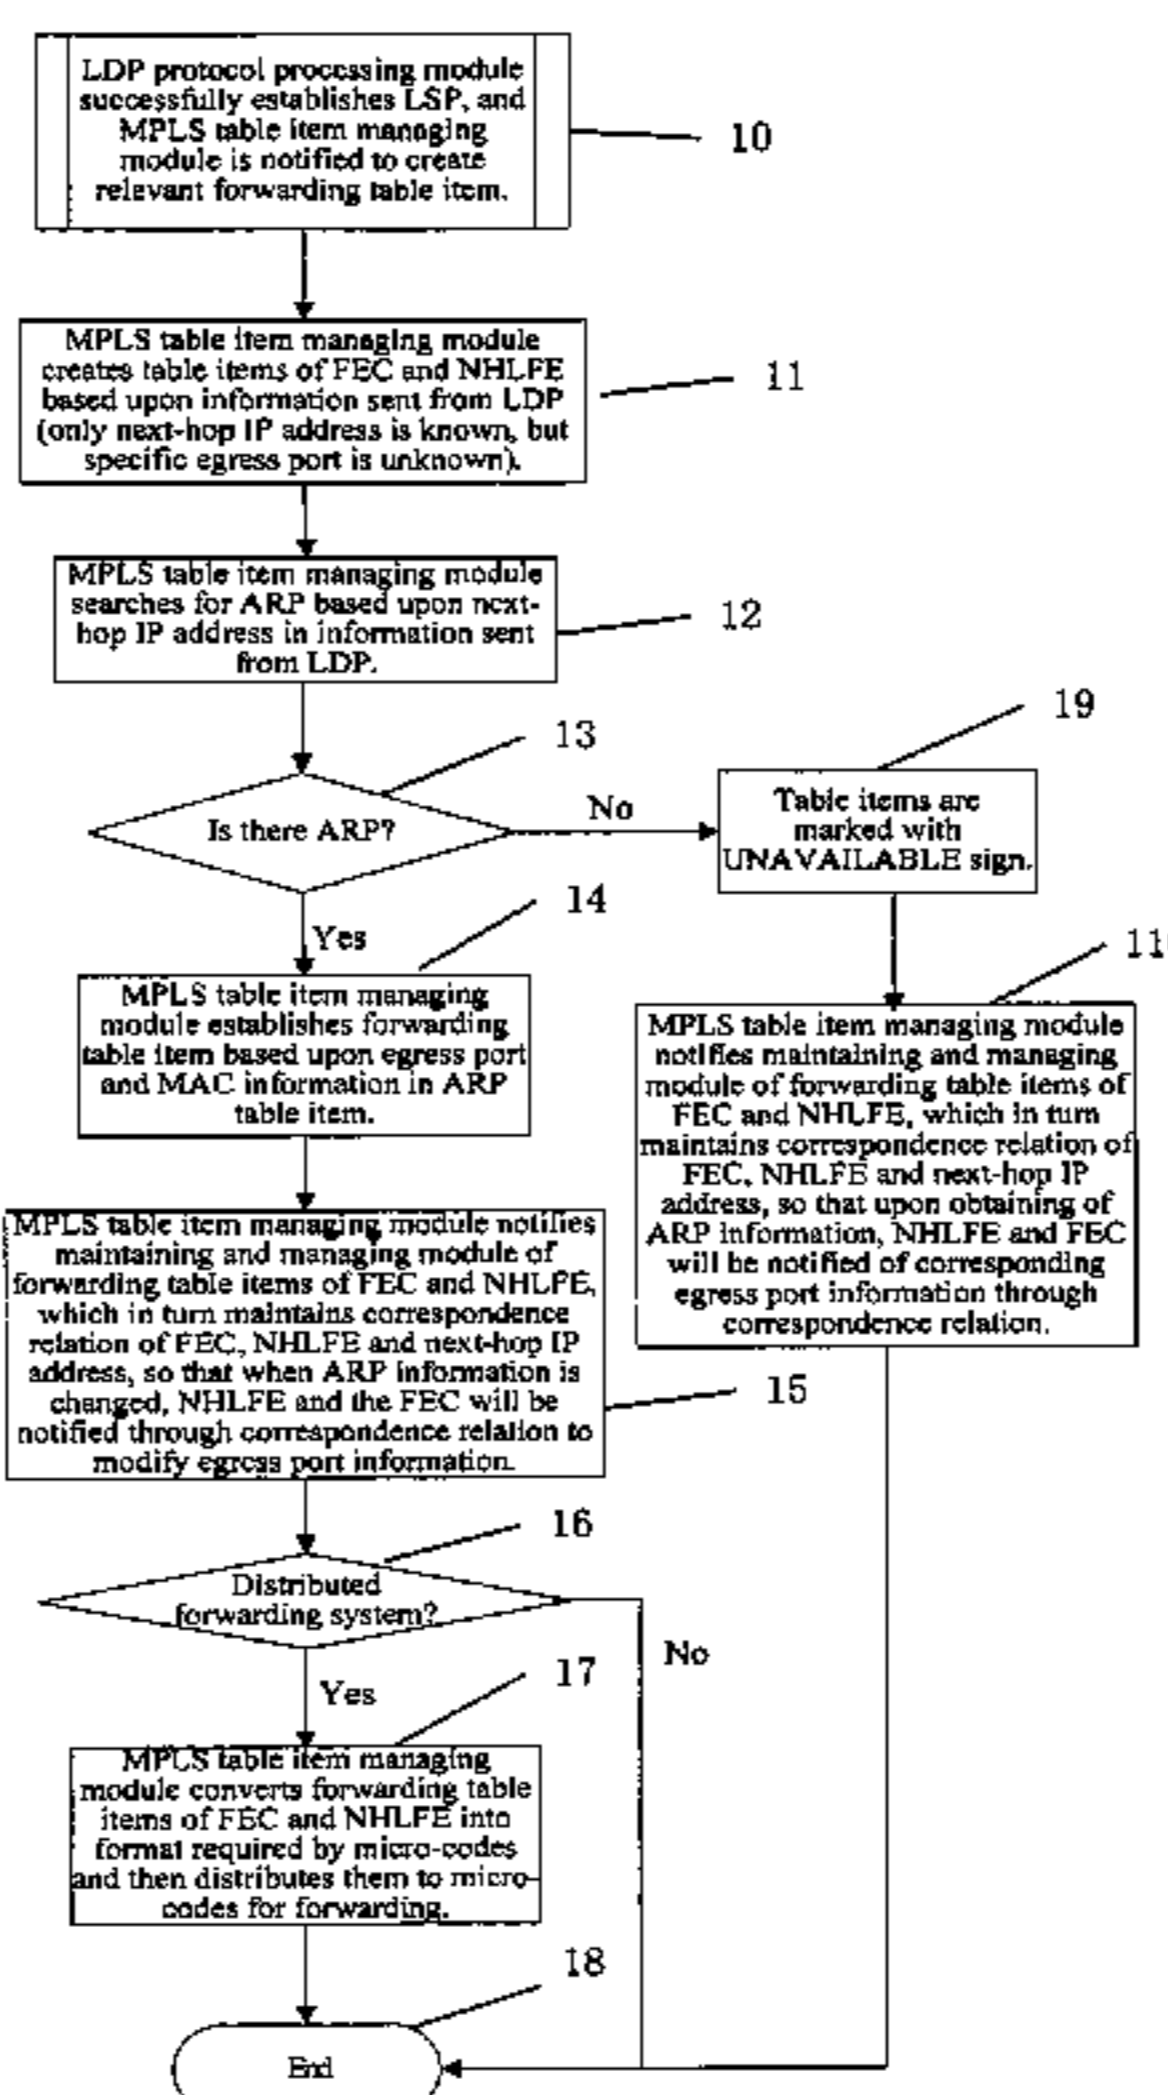 LDP protocol processing module
successfully establishes LSP, and
MPLS table item managing
module is notified to create
relevant forwarding table item.
10
MPLS table item managing module
creates table items of FEC and NHLFE
based upon information sent from LDP
(only next-hop IP address is known, but
specific egress port is unknown).
11
MPLS table item managing module
searches for ARP based upon next-
hop IP address in information sent
from LDP.
12
13
Is there ARP?
No
19
Table items are
marked with
UNAVAILABLE sign.
Yes
14
MPLS table item managing
module establishes forwarding
table item based upon egress port
and MAC information in ARP
table item.
11
MPLS table item managing module
notifies maintaining and managing
module of forwarding table items of
FEC and NHLFE, which in turn
maintains correspondence relation of
FEC, NHLFE and next-hop IP
address, so that upon obtaining of
ARP information, NHLFE and FEC
will be notified of corresponding
egress port information through
correspondence relation.
MPLS table item managing module notifies
maintaining and managing module of
forwarding table items of FEC and NHLFE,
which in turn maintains correspondence
relation of FEC, NHLFE and next-hop IP
address, so that when ARP information is
changed, NHLFE and the FEC will be
notified through correspondence relation to
modify egress port information.
15
16
Distributed
forwarding system?
No
Yes
17
MPLS table item managing
module converts forwarding table
items of FEC and NHLFE into
format required by micro-codes
and then distributes them to micro-
codes for forwarding.
18
End